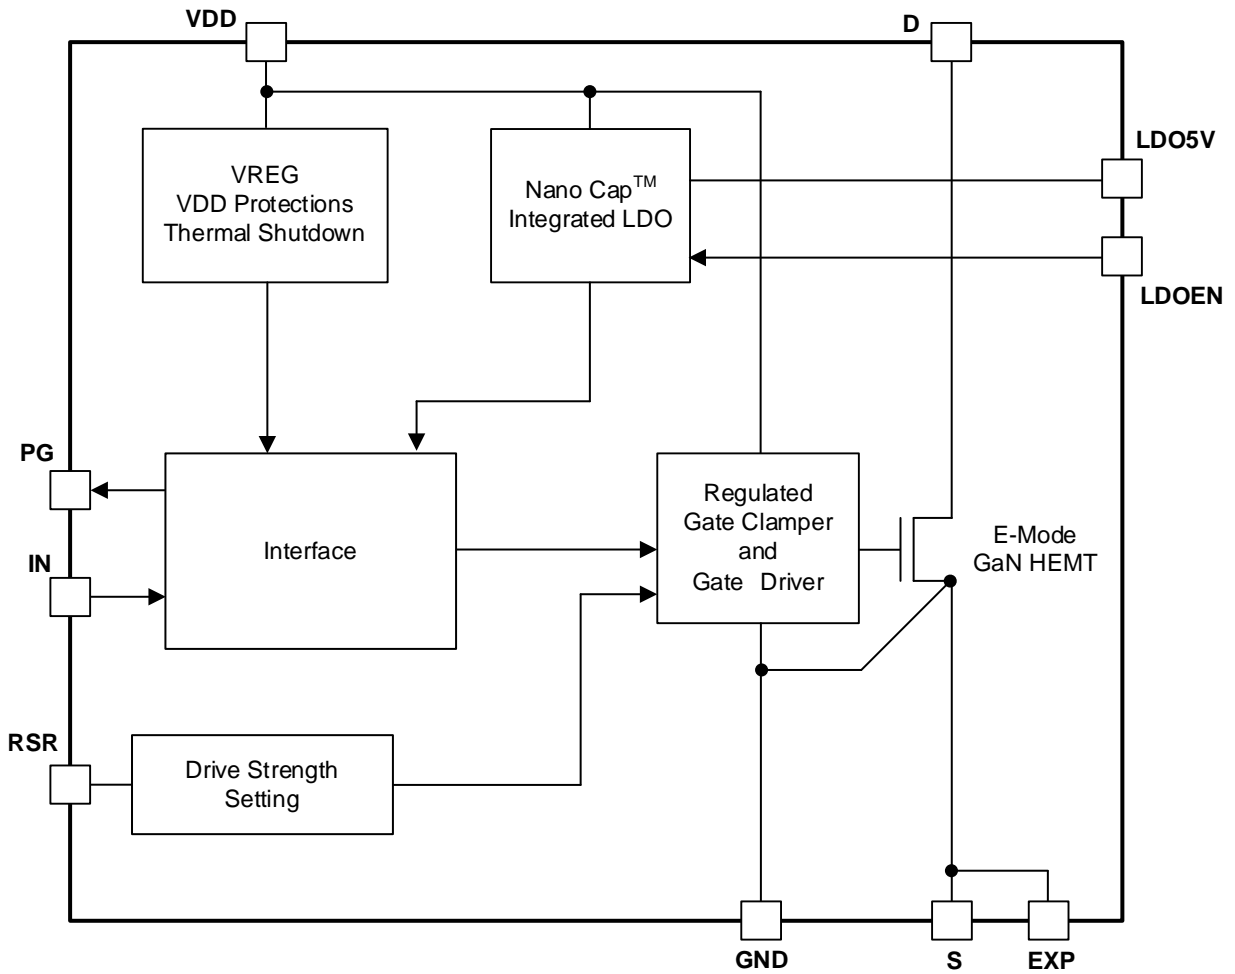 VDD
D
LDO5V
VREG
VDD Protections
Thermal Shutdown
Nano Cap™
Integrated LDO
LDOEN
PG
Interface
Regulated
Gate Clamper
and
Gate Driver
E-Mode
GaN HEMT
IN
RSR
Drive Strength
Setting
GND
S
EXP